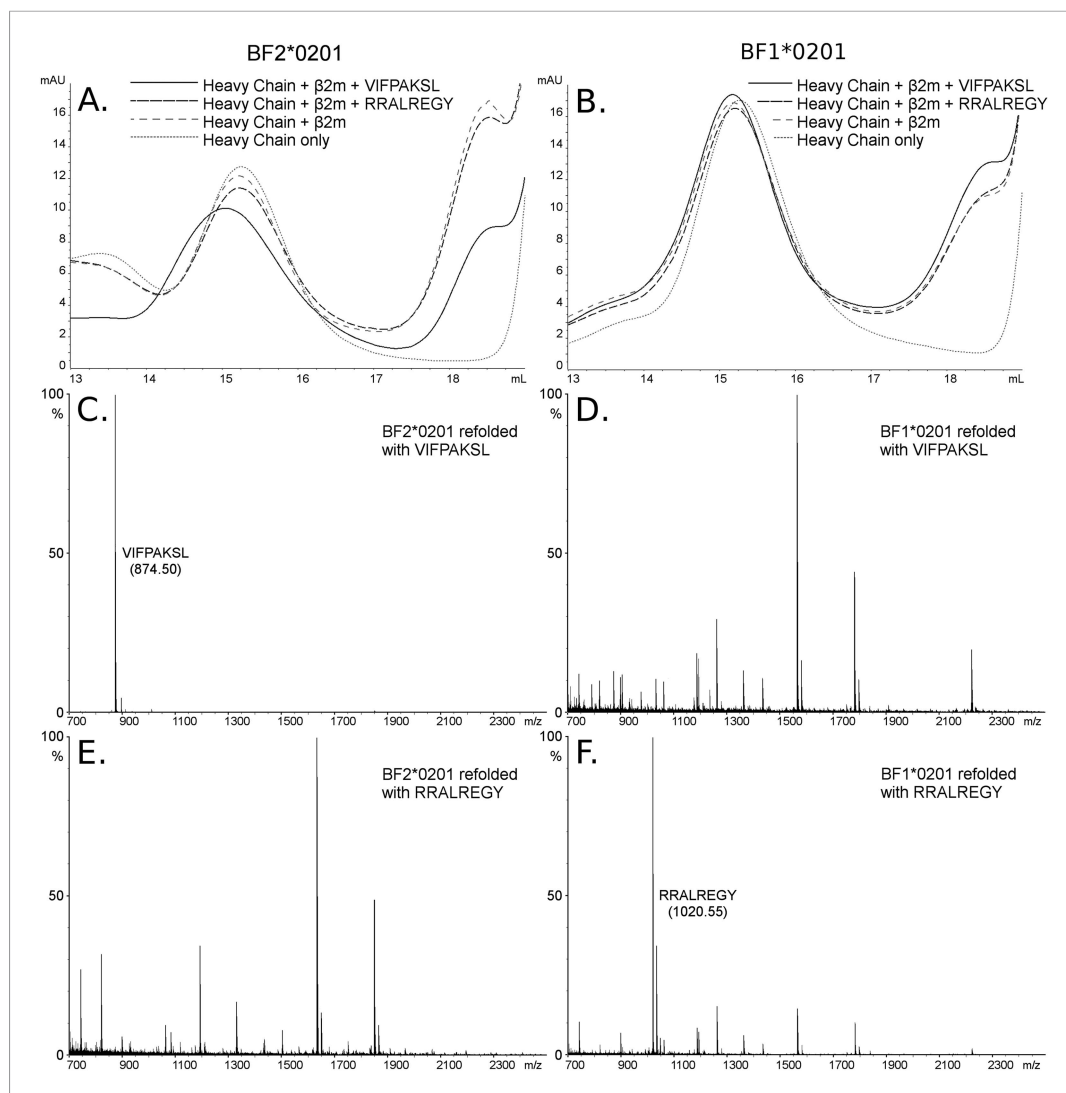 BF2*0201
BF1*0201
mAU
A.
Heavy Chain + β2m + VIFPAKSL
Heavy Chain + β2m + RRALREGY
Heavy Chain + β2m
Heavy Chain only
16
14
12
10
8
6
4
2
0
13 14 15 16 17 18 mL
mAU
B.
Heavy Chain + β2m + VIFPAKSL
Heavy Chain + β2m + RRALREGY
Heavy Chain + β2m
Heavy Chain only
16
14
12
10
8
6
4
2
0
13 14 15 16 17 18 mL
100
%
C.
BF2*0201 refolded
with VIFPAKSL
50
VIFPAKSL
(874.50)
0
700 900 1100 1300 1500 1700 1900 2100 2300 m/z
100
%
D.
BF1*0201 refolded
with VIFPAKSL
50
0
700 900 1100 1300 1500 1700 1900 2100 2300 m/z
100
%
E.
BF2*0201 refolded
with RRALREGY
50
0
700 900 1100 1300 1500 1700 1900 2100 2300 m/z
100
%
F.
BF1*0201 refolded
with RRALREGY
50
RRALREGY
(1020.55)
0
700 900 1100 1300 1500 1700 1900 2100 2300 m/z